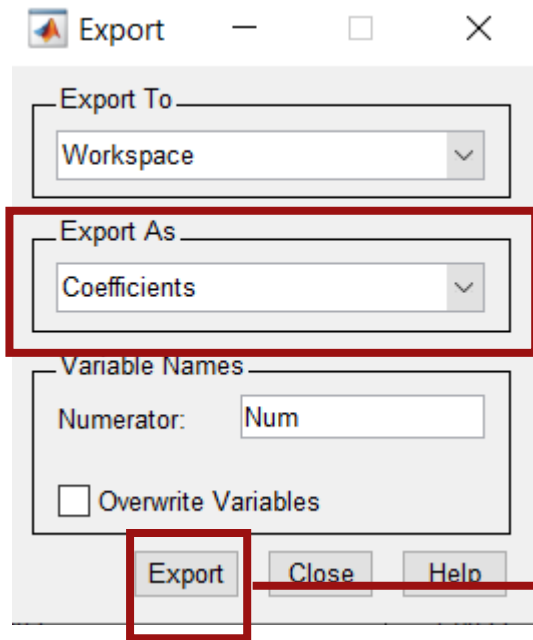 Export
Export To
Workspace
Export As
Coefficients
Variable Names
Numerator: Num
Overwrite Variables
Export Close Help